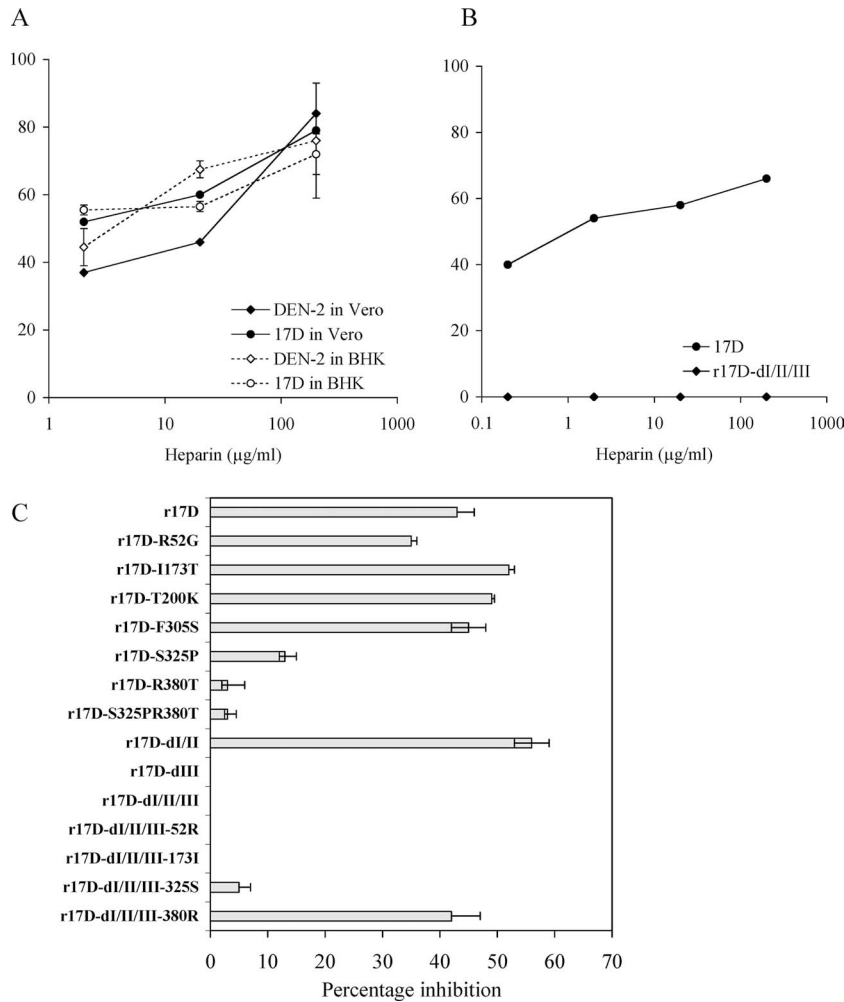 A
B
100
80
60
40
20
0
1
10
100
1000
Heparin (µg/ml)
DEN-2 in Vero
17D in Vero
DEN-2 in BHK
17D in BHK
100
80
60
40
20
0
0.1
1
10
100
1000
Heparin (µg/ml)
17D
r17D-dI/II/III
C
r17D
r17D-R52G
r17D-I173T
r17D-T200K
r17D-F305S
r17D-S325P
r17D-R380T
r17D-S325PR380T
r17D-dI/II
r17D-dIII
r17D-dI/II/III
r17D-dI/II/III-52R
r17D-dI/II/III-173I
r17D-dI/II/III-325S
r17D-dI/II/III-380R
0 10 20 30 40 50 60 70
Percentage inhibition